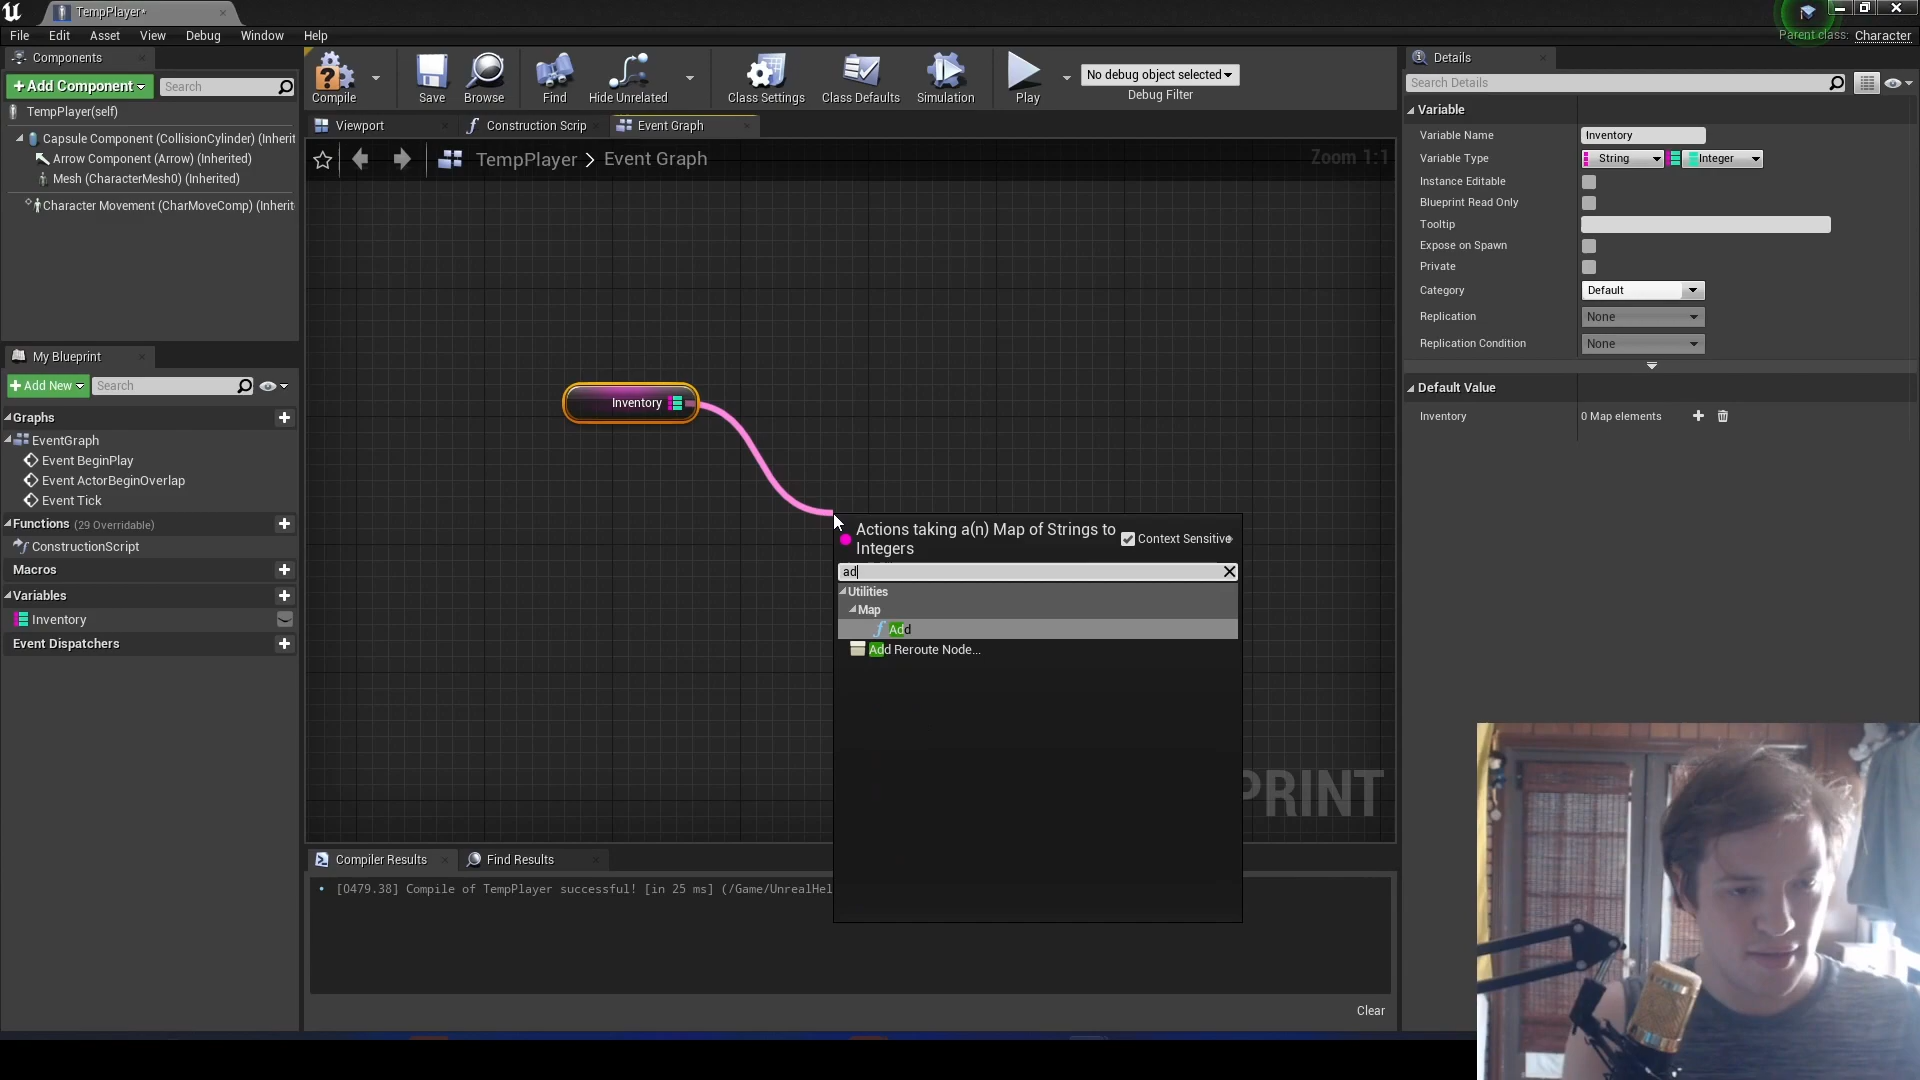 TempPlayer*
File Edit Asset View Debug Window Help
Parent class: Character
Components
+ Add Component
Search
TempPlayer(self)
Capsule Component (CollisionCylinder) (Inherit
Arrow Component (Arrow) (Inherited)
Mesh (CharacterMesh0) (Inherited)
Character Movement (CharMoveComp) (Inherit
My Blueprint
+ Add New
Search
Graphs
EventGraph
Event BeginPlay
Event ActorBeginOverlap
Event Tick
Functions (29 Overridable)
ConstructionScript
Macros
Variables
Inventory
Event Dispatchers
Compile
Save
Browse
Find
Hide Unrelated
Class Settings
Class Defaults
Simulation
Play
No debug object selected
Debug Filter
Viewport
Construction Scrip
Event Graph
TempPlayer > Event Graph
Zoom 1:1
Inventory
Actions taking a(n) Map of Strings to
Integers
Context Sensitive
ad
Utilities
Map
Add
Add Reroute Node...
PRINT
Compiler Results
Find Results
[0479.38] Compile of TempPlayer successful! [in 25 ms] (/Game/UnrealHel
Clear
Details
Search Details
Variable
Variable Name Inventory
Variable Type String Integer
Instance Editable
Blueprint Read Only
Tooltip
Expose on Spawn
Private
Category Default
Replication None
Replication Condition None
Default Value
Inventory 0 Map elements